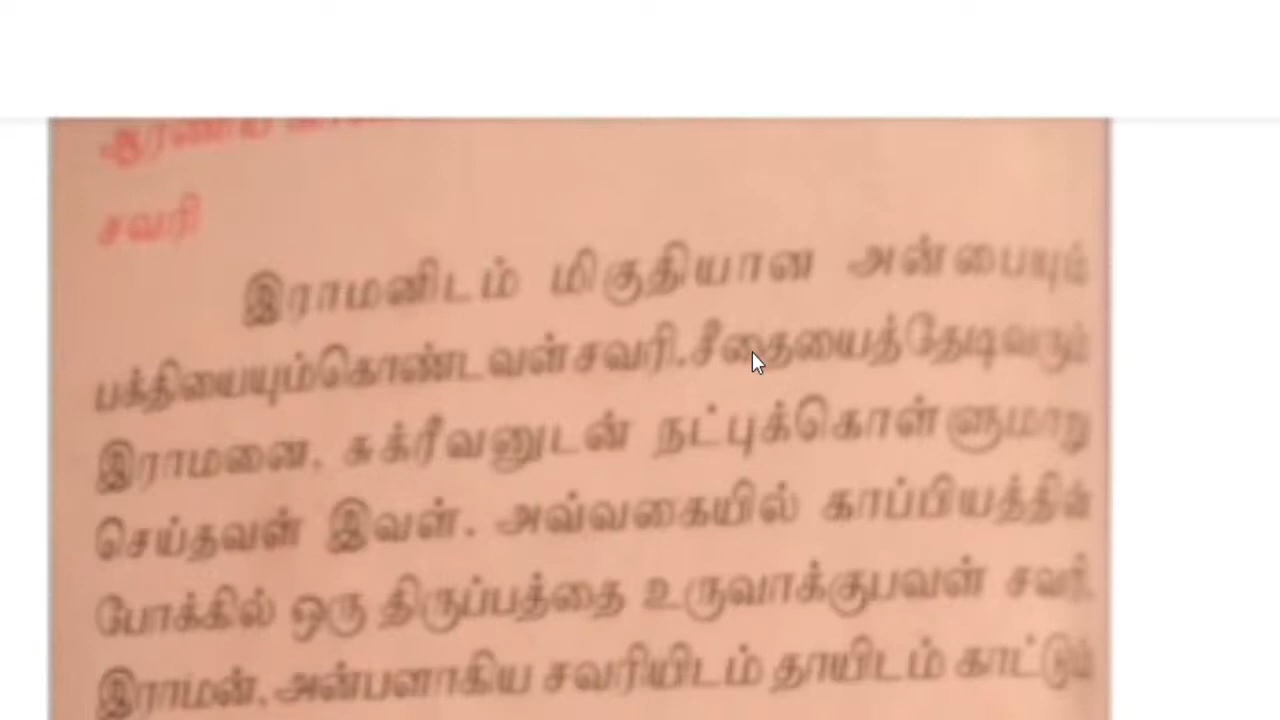 சவரி
இராமனிடம் மிகுதியான அன்பையும்
பக்தியையும் கொண்டவள் சவரி. சீதையைத் தேடிவரும்
இராமனை, சுக்ரீவனுடன் நட்புக்கொள்ளுமாறு
செய்தவள் இவள். அவ்வகையில் காப்பியத்தின்
போக்கில் ஒரு திருப்பத்தை உருவாக்குபவள் சவரி.
இராமன், அன்பளாகிய சவரியிடம் தாயிடம் காட்டும்